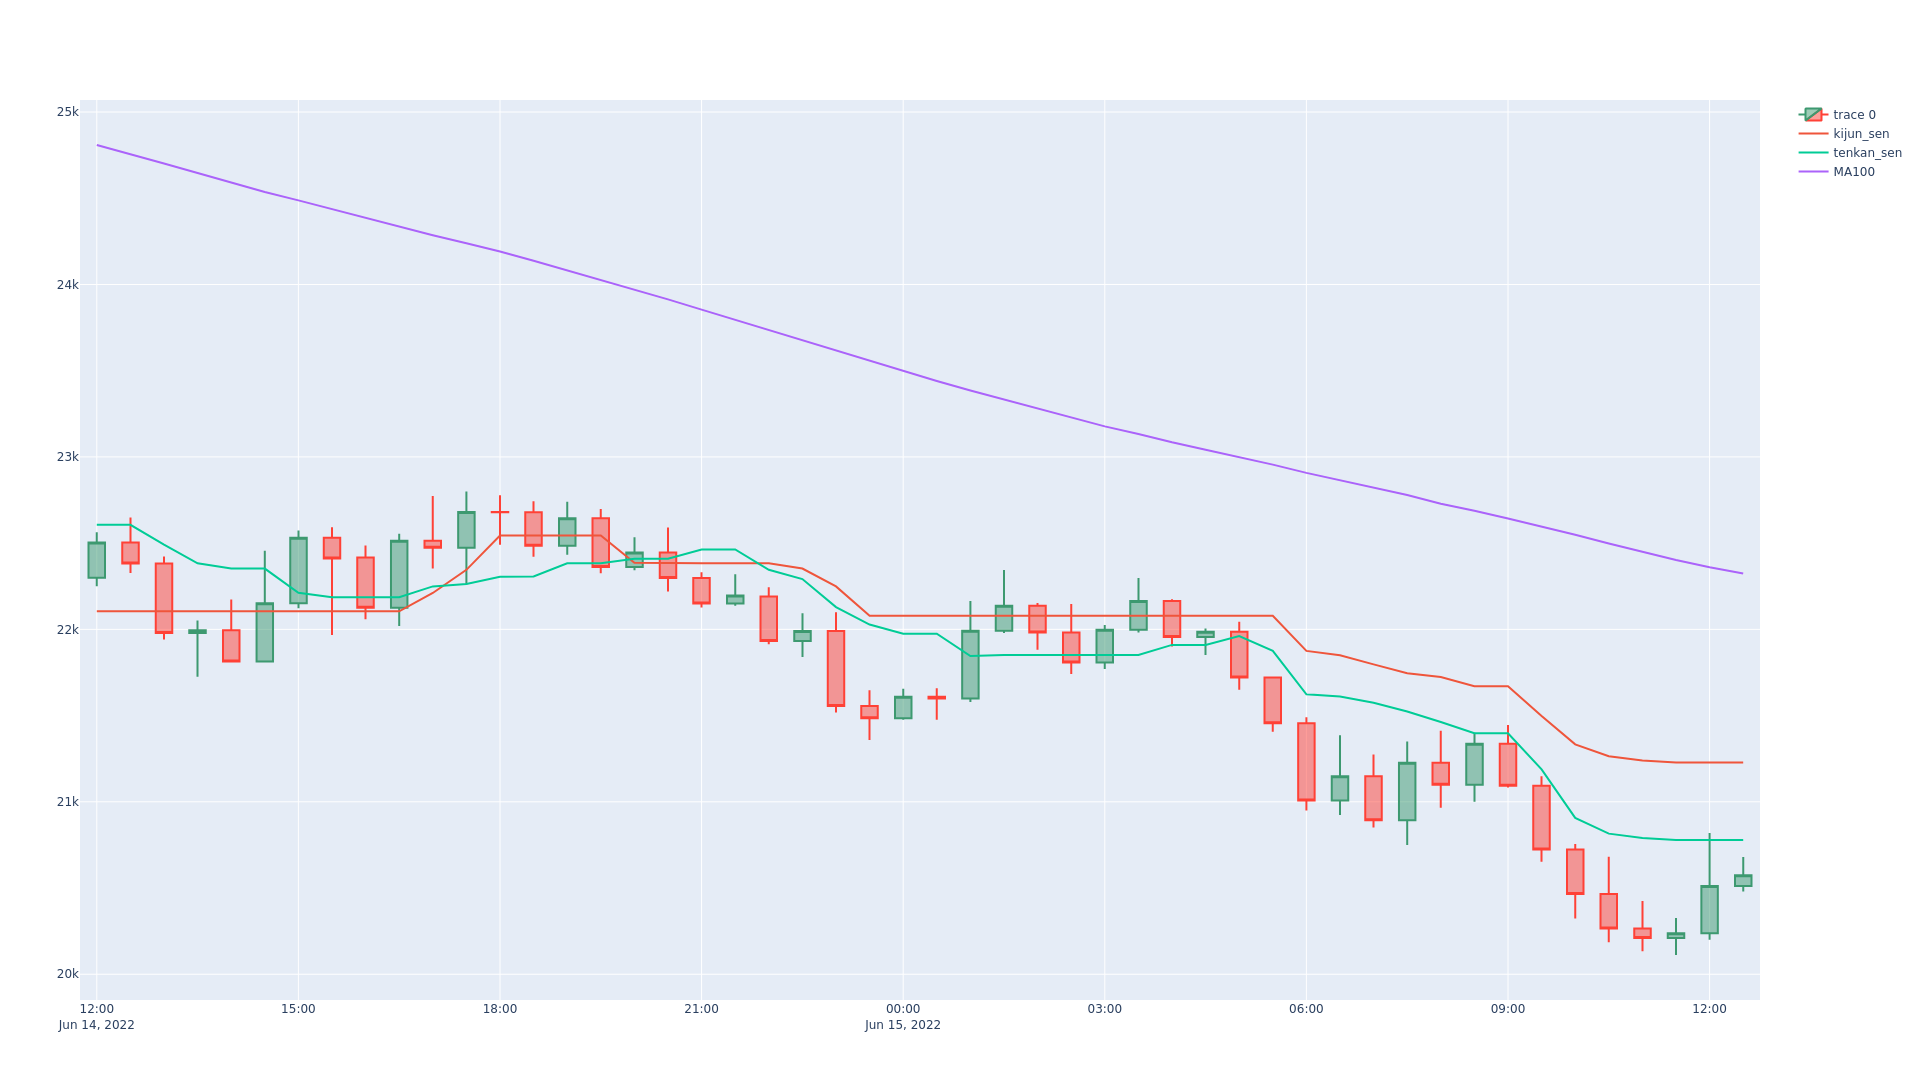 25k
24k
23k
22k
21k
20k
12:00
Jun 14, 2022
15:00
18:00
21:00
00:00
Jun 15, 2022
03:00
06:00
09:00
12:00
trace 0
kijun_sen
tenkan_sen
MA100